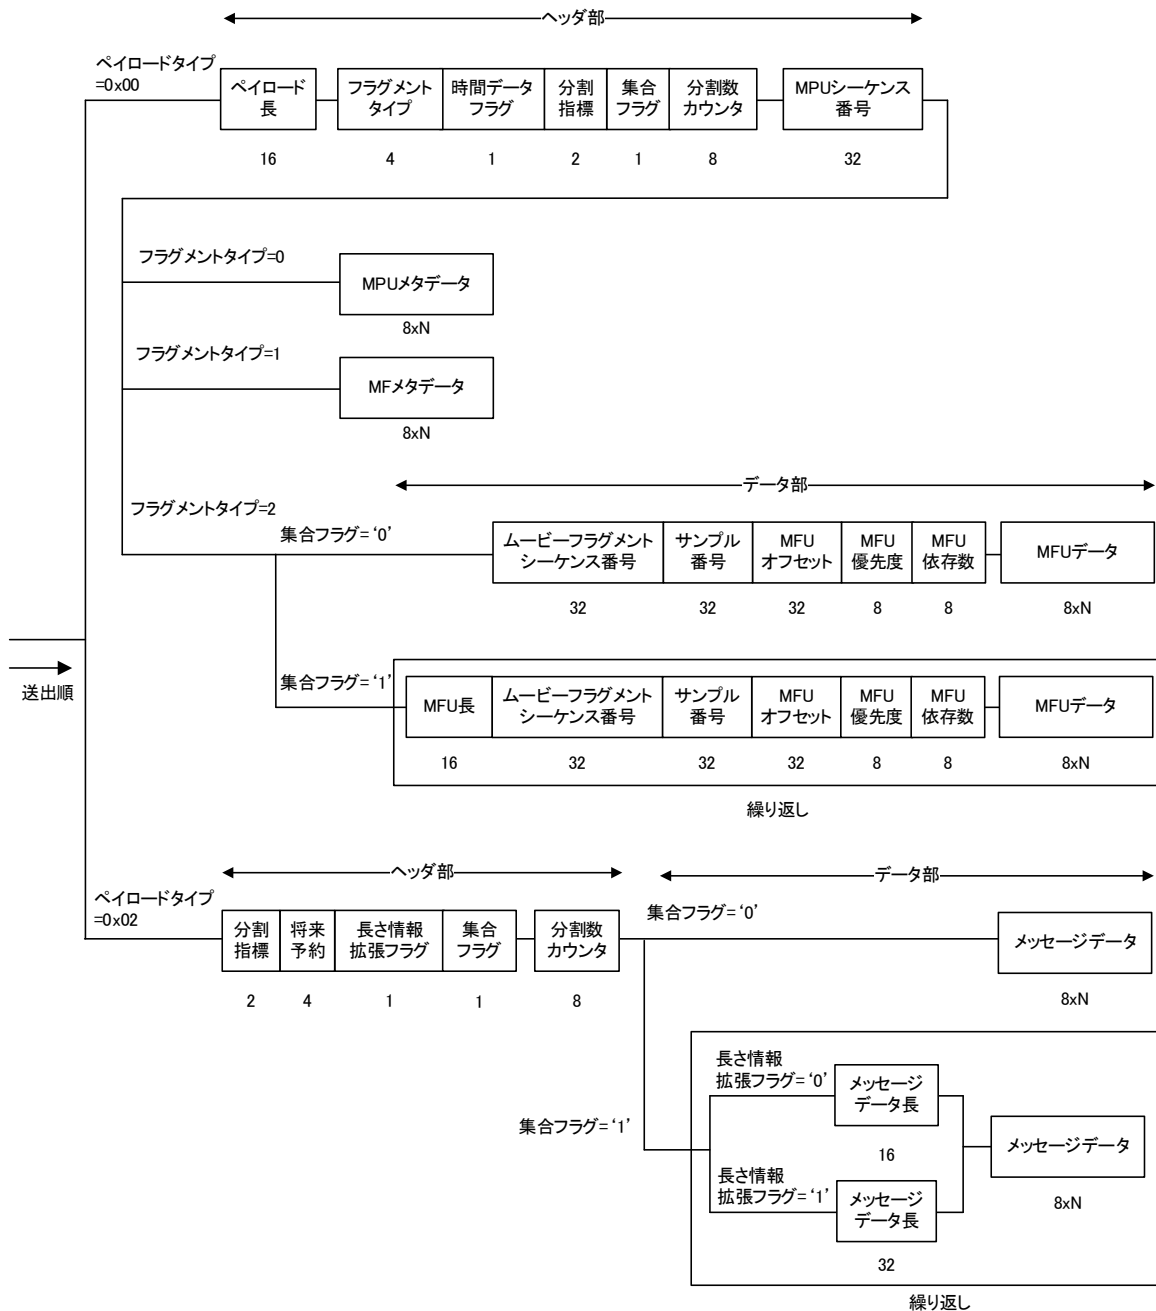 ヘッダ部
ペイロードタイプ
=0x00
ペイロード
長
フラグメント
タイプ
時間データ
フラグ
分割
指標
集合
フラグ
分割数
カウンタ
MPUシーケンス
番号
16
4
1
2
1
8
32
フラグメントタイプ=0
MPUメタデータ
8xN
フラグメントタイプ=1
MFメタデータ
8xN
フラグメントタイプ=2
データ部
集合フラグ=‘0’
ムービーフラグメント
シーケンス番号
サンプル
番号
MFU
オフセット
MFU
優先度
MFU
依存数
MFUデータ
32
32
32
8
8
8xN
送出順
集合フラグ=‘1’
MFU長
ムービーフラグメント
シーケンス番号
サンプル
番号
MFU
オフセット
MFU
優先度
MFU
依存数
MFUデータ
16
32
32
32
8
8
8xN
繰り返し
ヘッダ部
データ部
ペイロードタイプ
=0x02
分割
指標
将来
予約
長さ情報
拡張フラグ
集合
フラグ
分割数
カウンタ
2
4
1
1
8
集合フラグ=‘0’
メッセージデータ
8xN
集合フラグ=‘1’
長さ情報
拡張フラグ=‘0’
メッセージ
データ長
16
長さ情報
拡張フラグ=‘1’
メッセージ
データ長
32
メッセージデータ
8xN
繰り返し